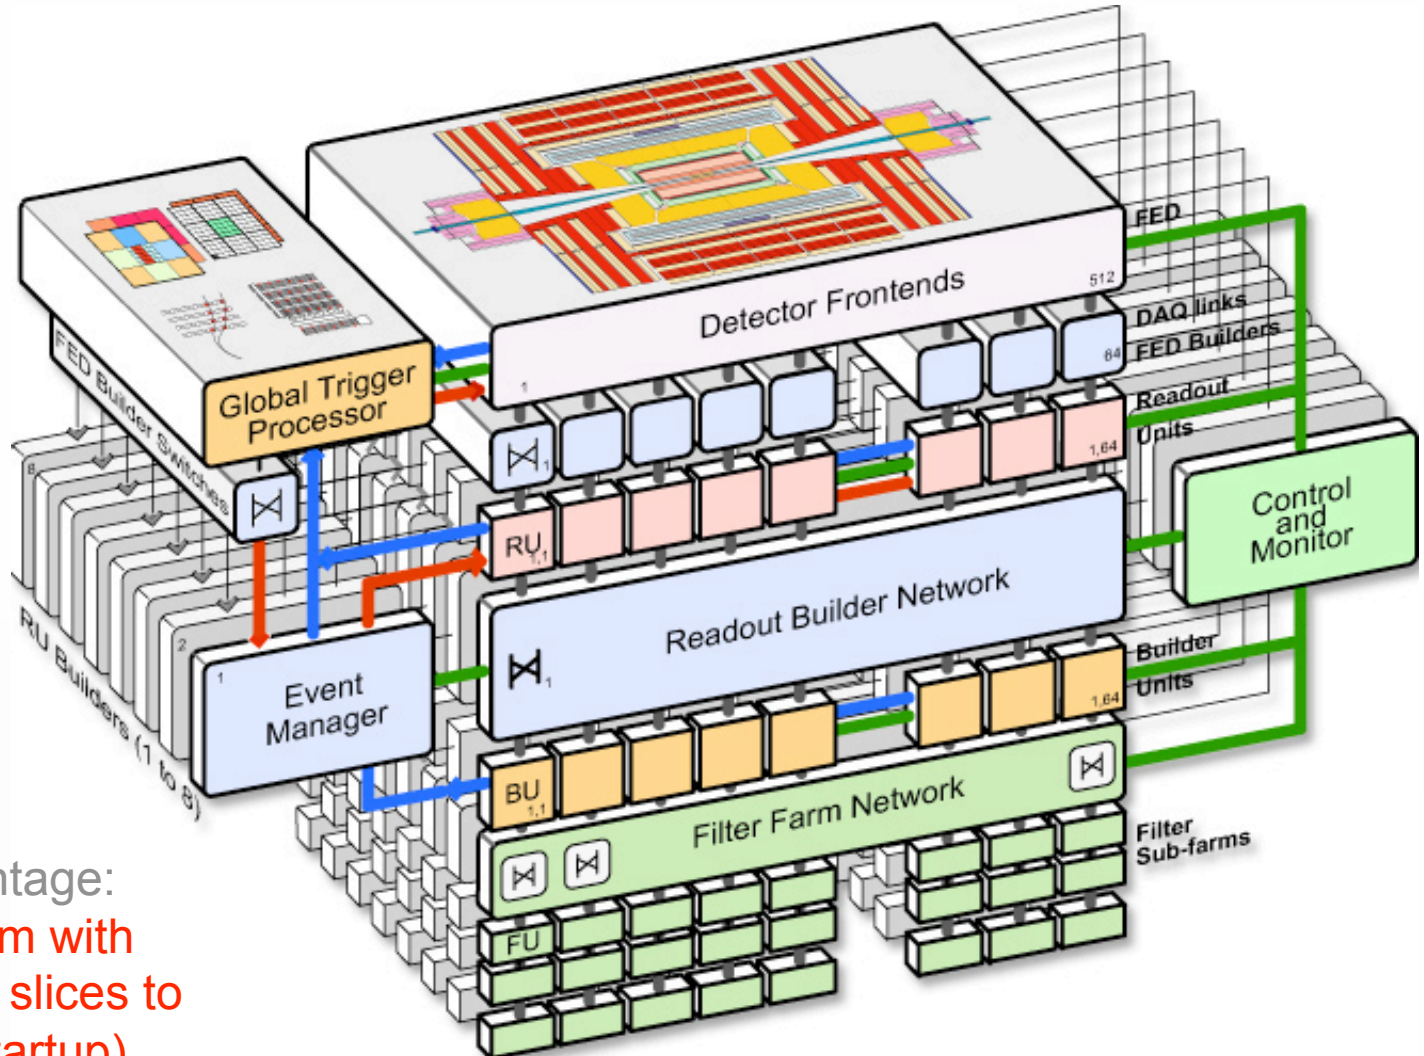 FED
512
Detector Frontends
1
DAQ links
FED Builders
64
FED Builder Switches
Global Trigger
Processor
1
Readout
Units
1,64
8
RU
1,1
Control
and
Monitor
Readout Builder Network
1
RU Builders (1 to 8)
2
1
Event
Manager
Builder
Units
1,64
BU
1,1
Filter Farm Network
Filter
Sub-farms
FU
ntage:
m with
slices to
artup)